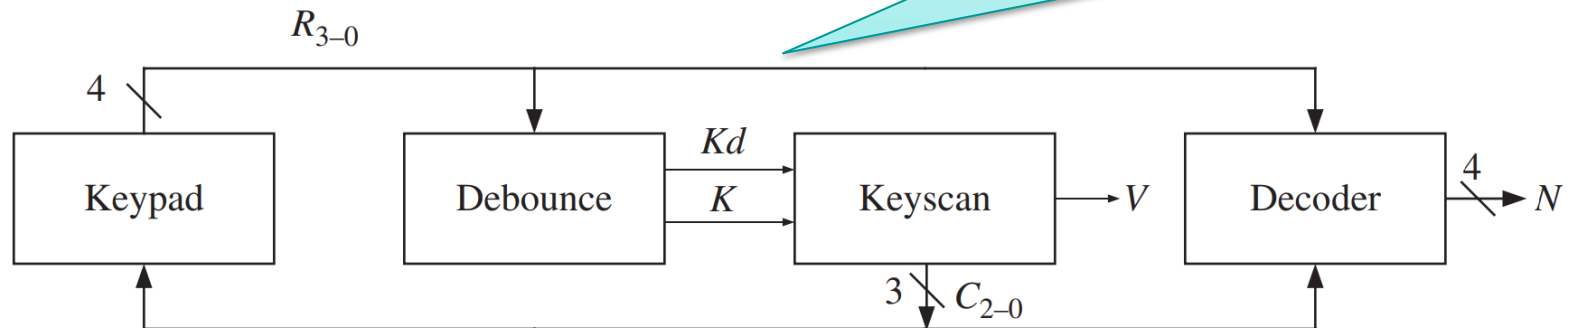 R3–0
4
Kd
4
Keypad
Debounce
K
Keyscan
V
Decoder
N
3
C2–0